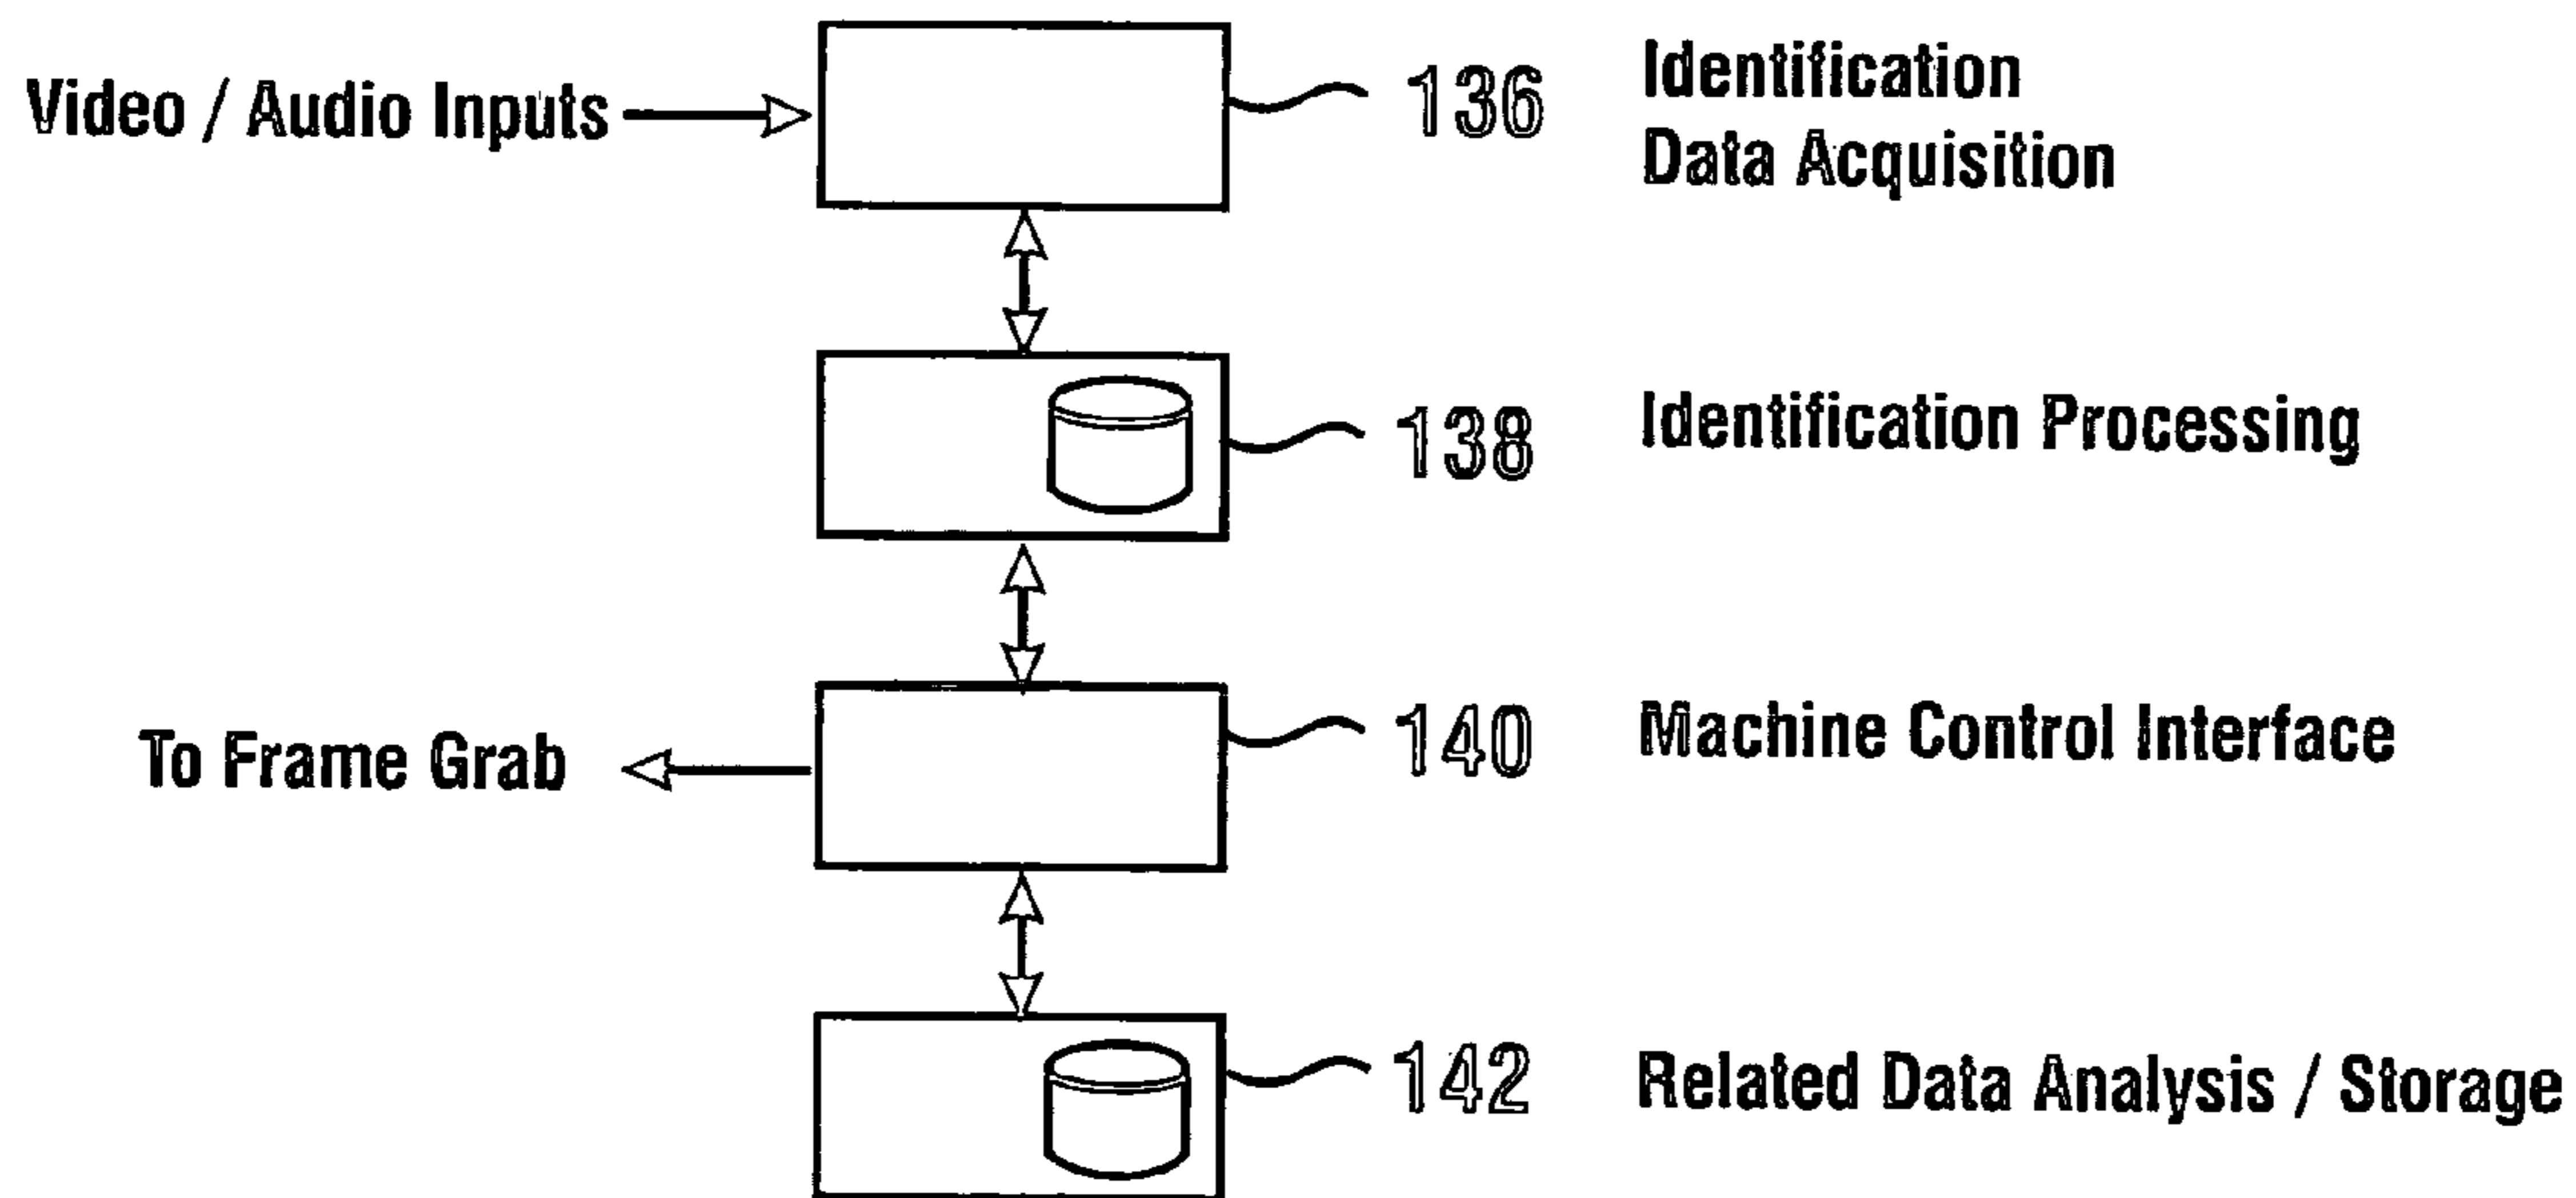 Video / Audio Inputs
136
Identification
Data Acquisition
138
Identification Processing
To Frame Grab
140
Machine Control Interface
142
Related Data Analysis / Storage